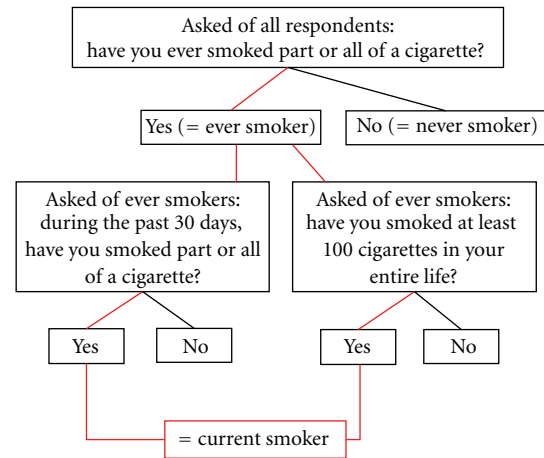 Asked of all respondents:
have you ever smoked part or all of a cigarette?
Yes (= ever smoker)
No (= never smoker)
Asked of ever smokers:
during the past 30 days,
have you smoked part or all
of a cigarette?
Asked of ever smokers:
have you smoked at least
100 cigarettes in your
entire life?
Yes
No
Yes
No
= current smoker